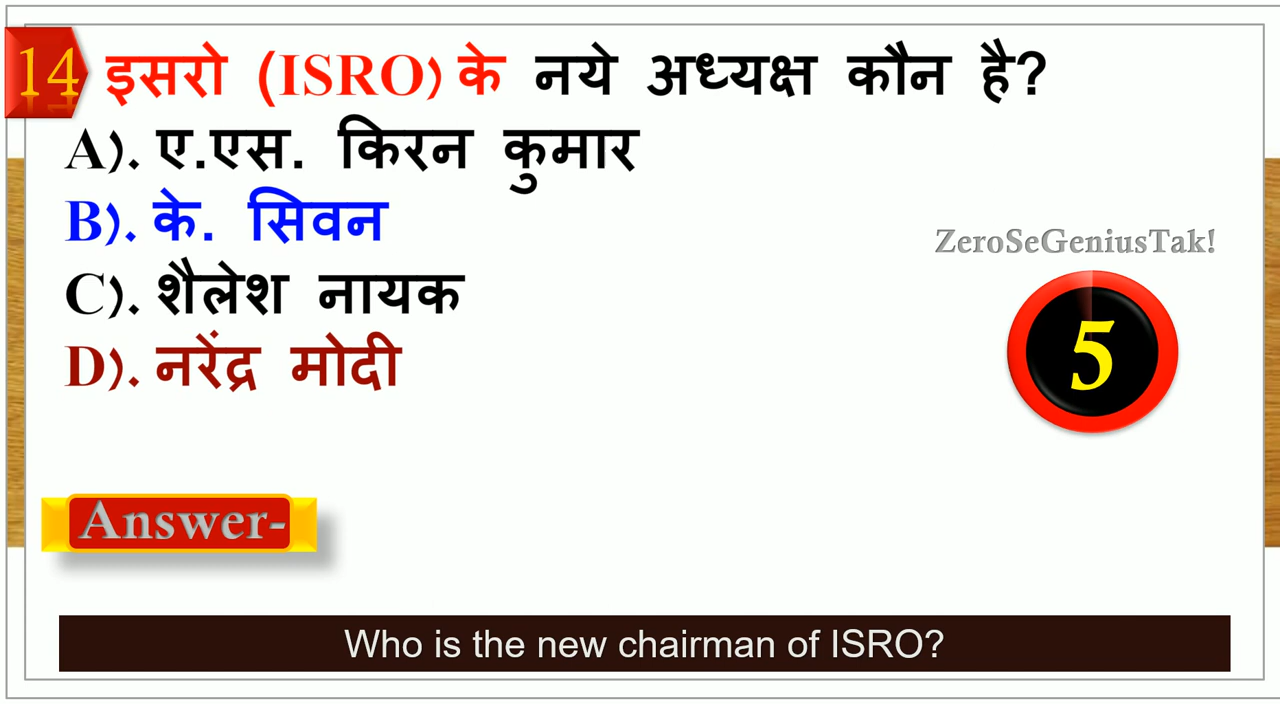 14 इसरो (ISRO) के नये अध्यक्ष कौन है?
A). ए.एस. किरन कुमार
B). के. सिवन
C). शैलेश नायक
D). नरेंद्र मोदी
ZeroSeGeniusTak!
5
Answer-
Who is the new chairman of ISRO?